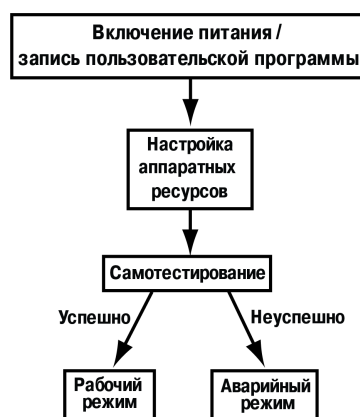 Включение питания /
запись пользовательской программы
Настройка
аппаратных
ресурсов
Самотестирование
Успешно
Неуспешно
Рабочий
режим
Аварийный
режим